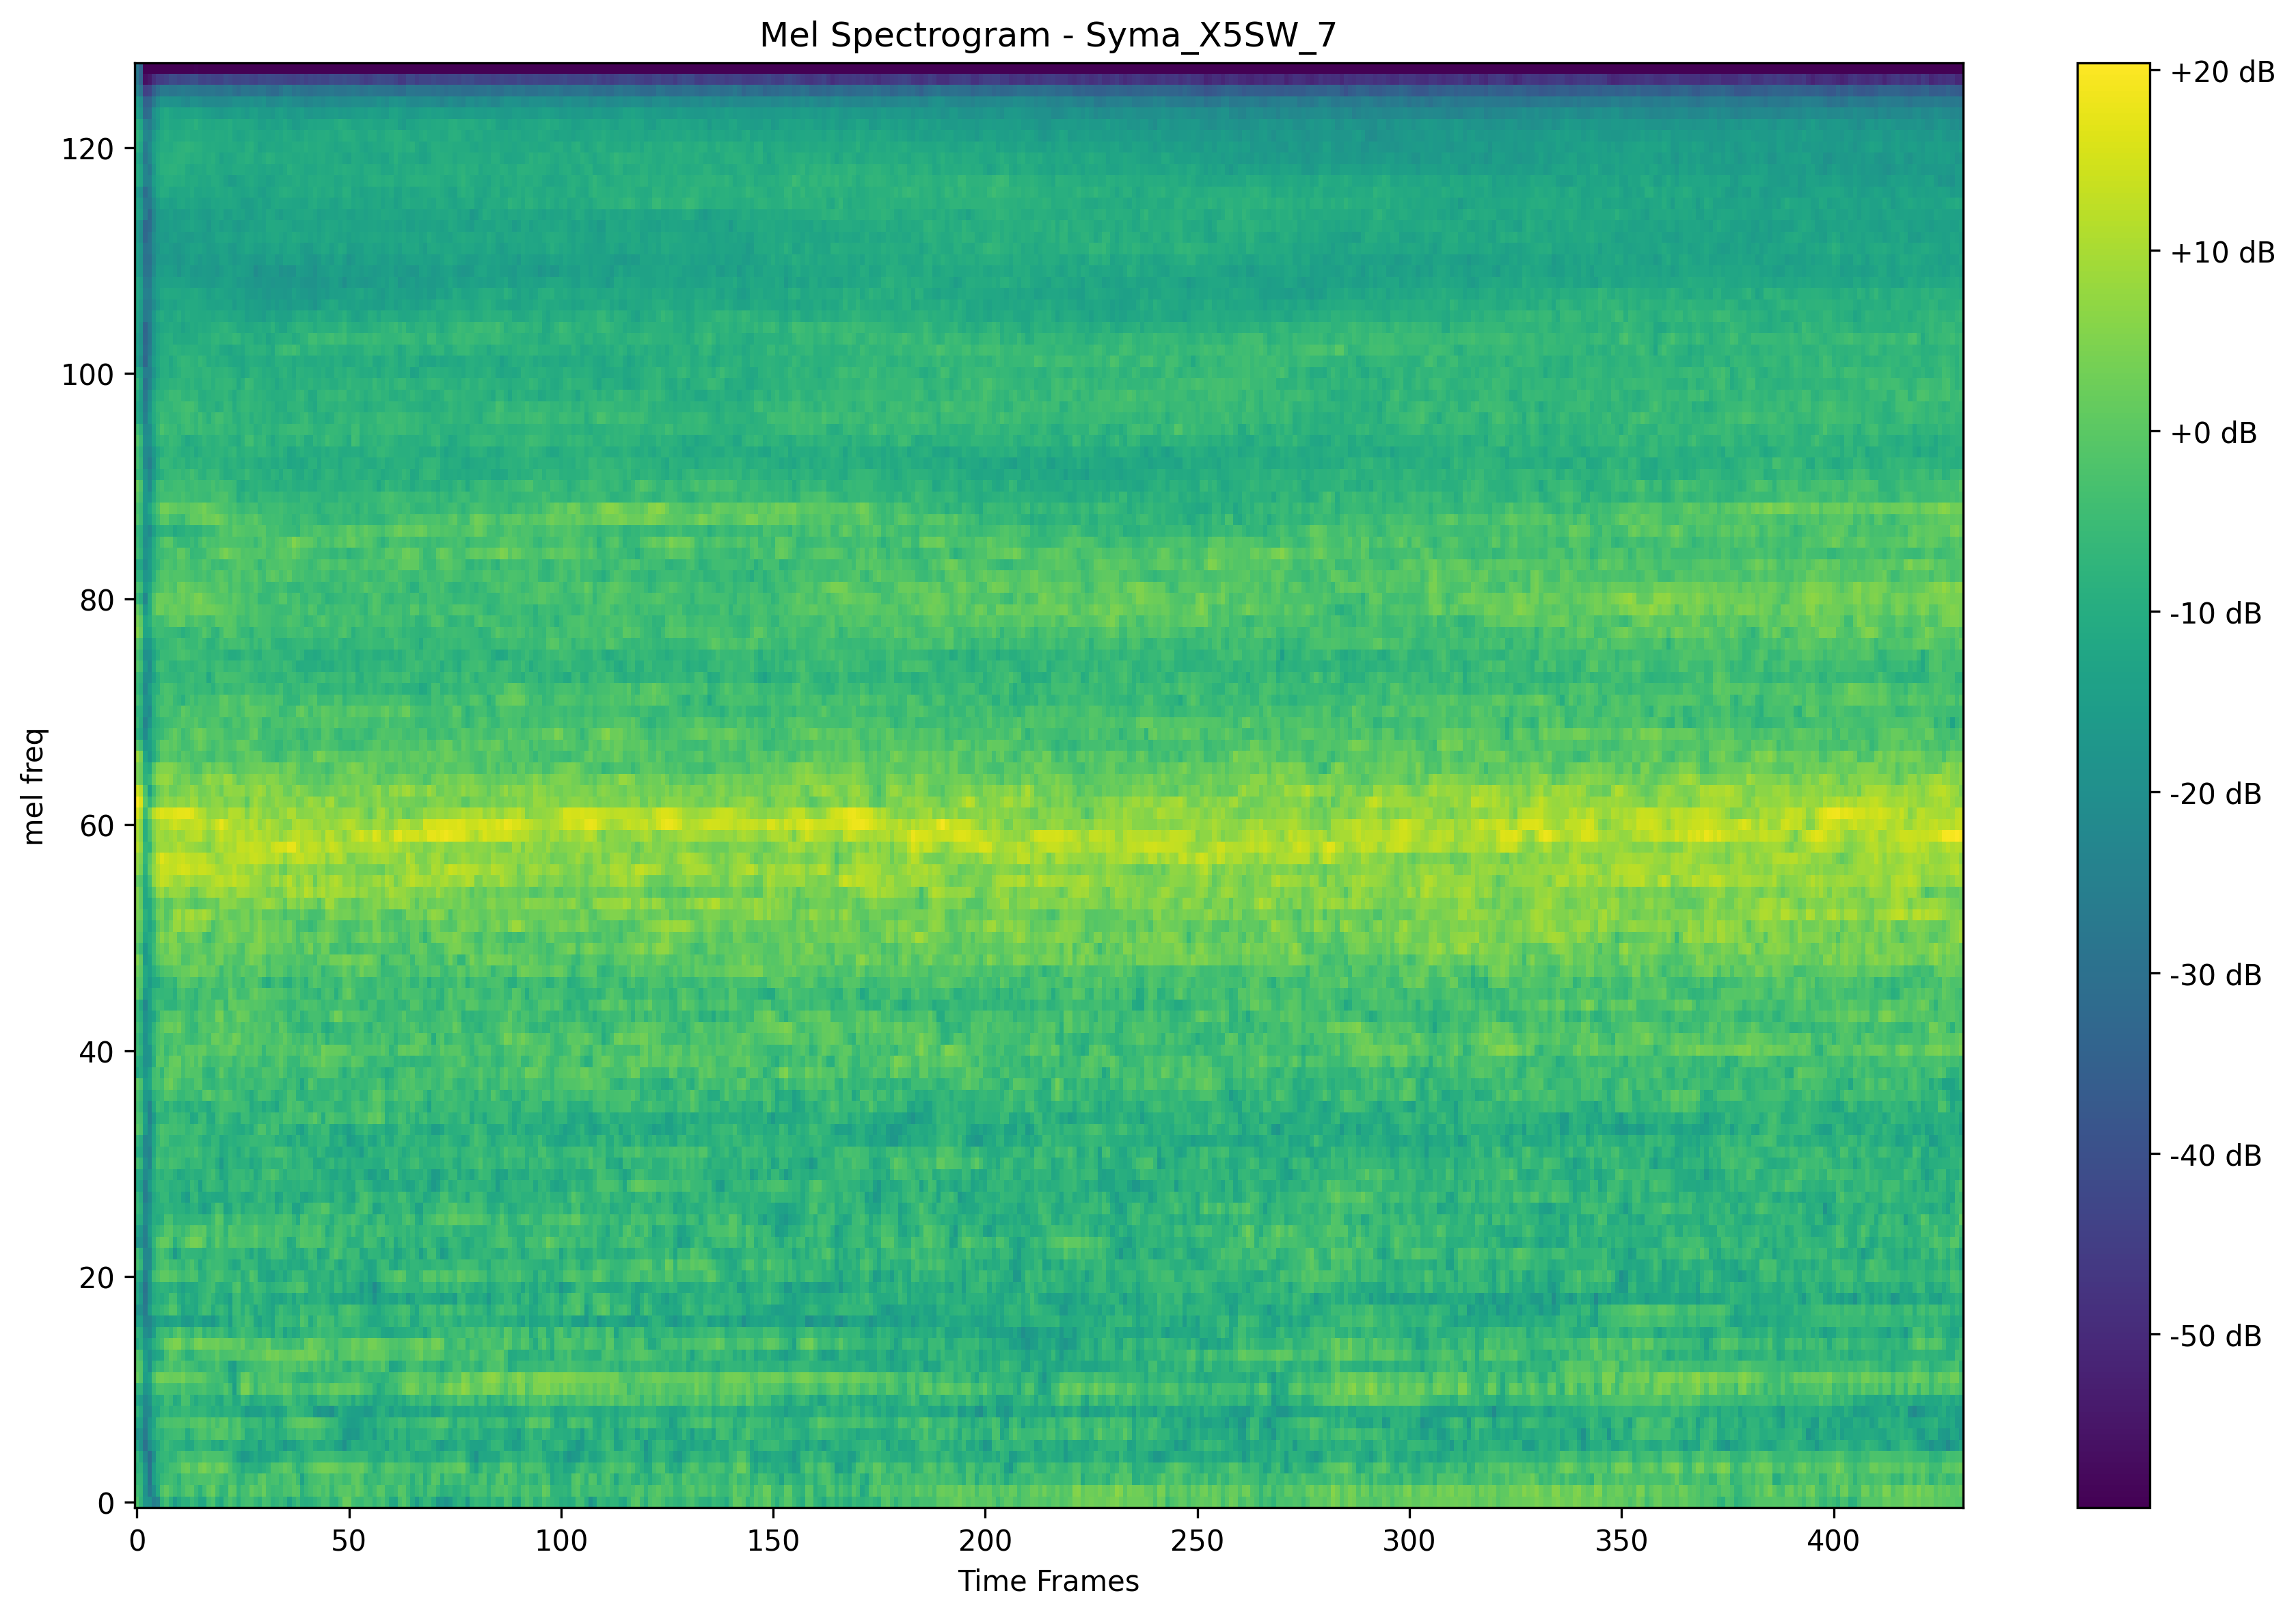 Mel Spectrogram - Syma_X5SW_7
mel freq
120
100
80
60
40
20
0
0 50 100 150 200 250 300 350 400
Time Frames
+20 dB
+10 dB
+0 dB
-10 dB
-20 dB
-30 dB
-40 dB
-50 dB